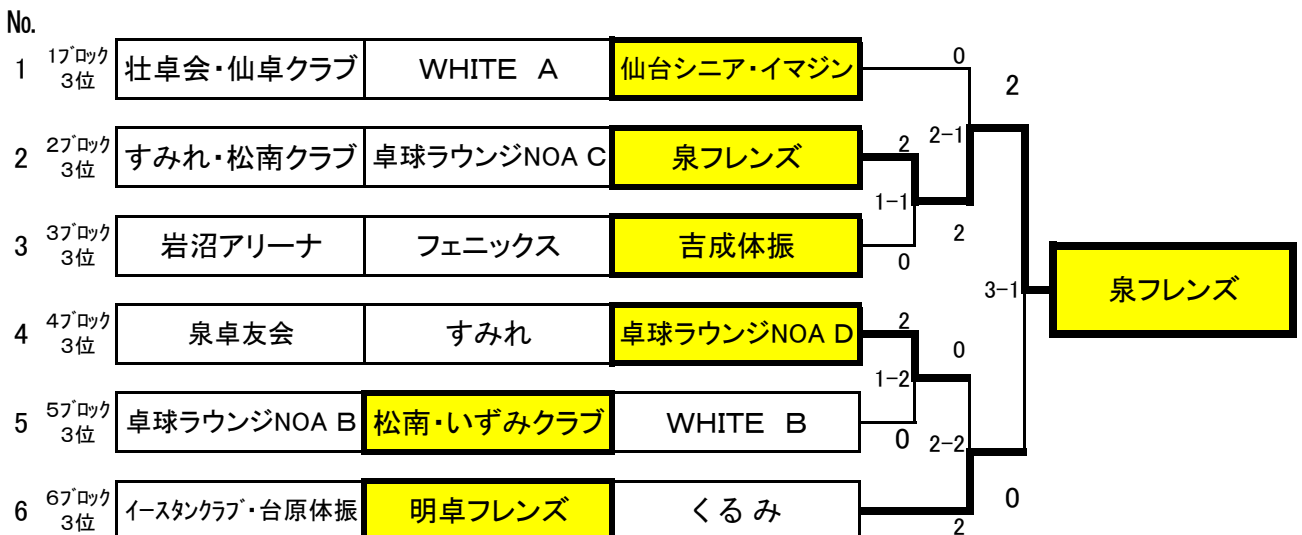 No.
0
1 1ブロック 3位 壮卓会・仙卓クラブ WHITE A 仙台シニア・イマジン
2
2 2-1
2 2ブロック 3位 すみれ・松南クラブ 卓球ラウンジNOA C 泉フレンズ
1-1
3 3ブロック 3位 岩沼アリーナ フェニックス 吉成体振
2
0
3-1 泉フレンズ
4 4ブロック 3位 泉卓友会 すみれ 卓球ラウンジNOA D
2
0
1-2
5 5ブロック 3位 卓球ラウンジNOA B 松南・いずみクラブ WHITE B
0 2-2
6 6ブロック 3位 イースタンクラブ・台原体振 明卓フレンズ くるみ
0
2